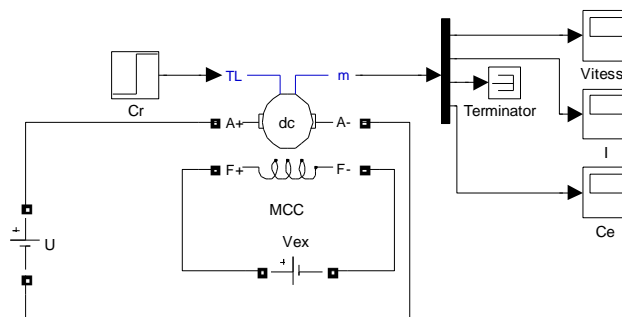 Vitess
TL
m
Cr
Terminator
dc
A+
A-
I
F+
F-
MCC
Ce
Vex
+
U
+